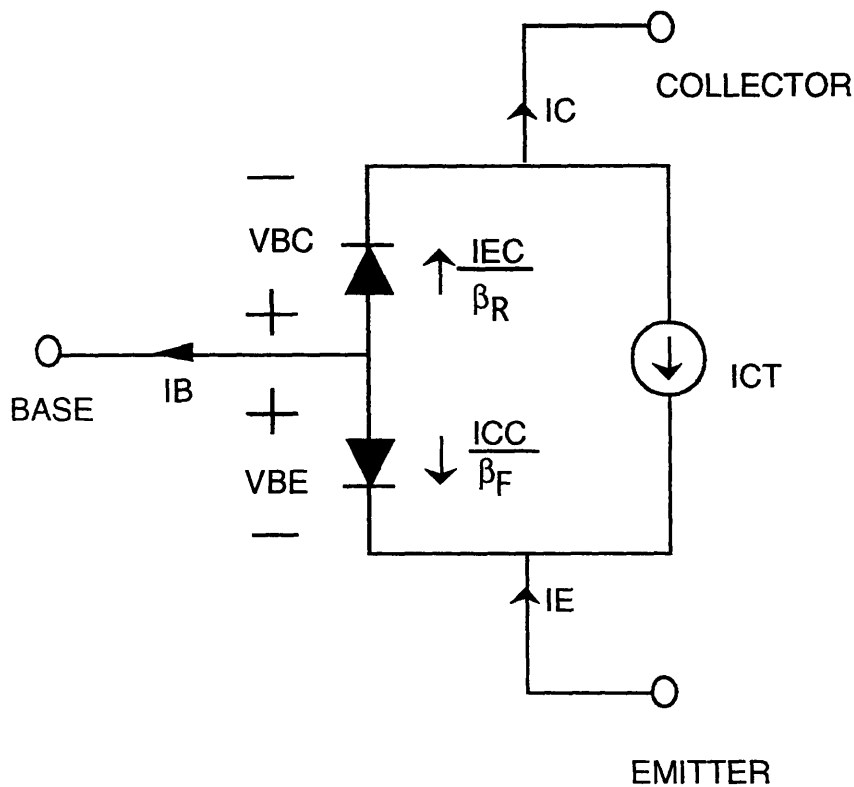 COLLECTOR
IC
VBC
IEC
βR
ICT
IB
BASE
ICC
βF
VBE
IE
EMITTER